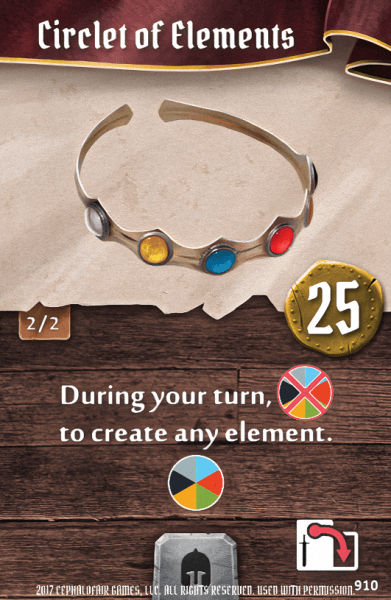 Circlet of Elements
25
2/2
During your turn,
to create any element.
910
2017 CEPHALOFAIR GAMES, LLC. ALL RIGHTS RESERVED. USED WITH PERMISSION.